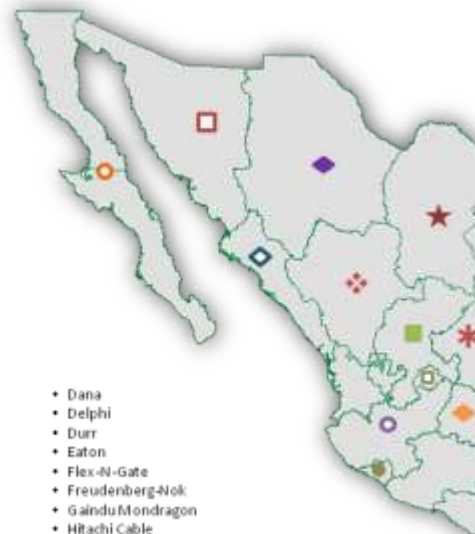 Dana
Delphi
Durr
Eaton
Flex-N-Gate
Freudenberg-Nok
Gaindu Mondragon
Hitachi Cable